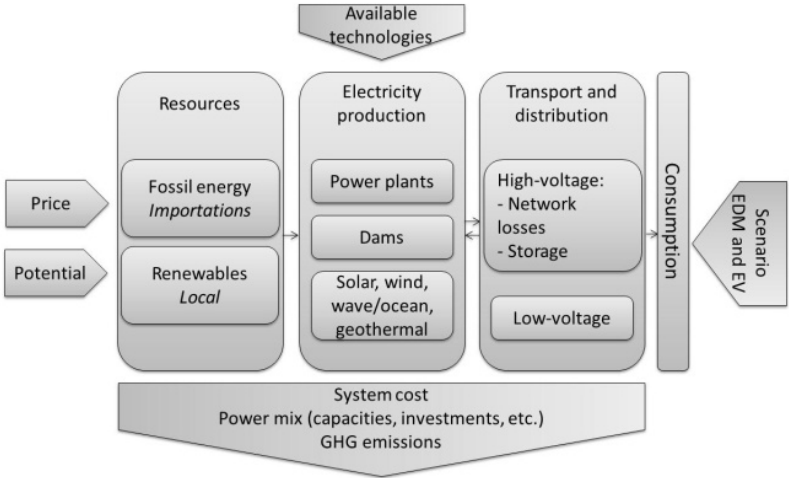 Available
technologies
Resources
Electricity
production
Transport and
distribution
Price
Potential
Fossil energy
Importations
Renewables
Local
Power plants
Dams
Solar, wind,
wave/ocean,
geothermal
High-voltage:
- Network
losses
- Storage
Low-voltage
Consumption
Scenario
EDM and EV
System cost
Power mix (capacities, investments, etc.)
GHG emissions